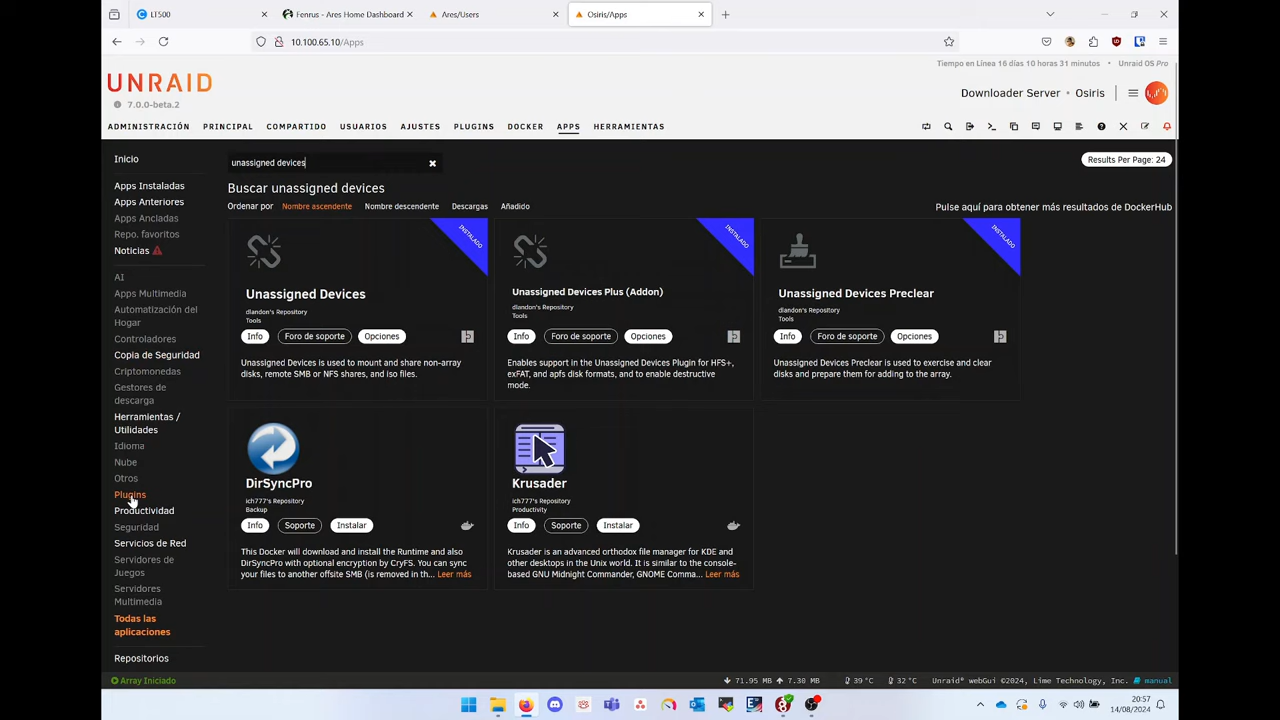 LT500
Fenrus - Ares Home Dashboard
Ares/Users
Osiris/Apps
10.100.65.10/Apps
Tiempo en Línea 16 días 10 horas 31 minutos • Unraid OS Pro
UNRAID
7.0.0-beta.2
Downloader Server • Osiris
ADMINISTRACIÓN PRINCIPAL COMPARTIDO USUARIOS AJUSTES PLUGINS DOCKER APPS HERRAMIENTAS
Inicio
Apps Instaladas
Apps Anteriores
Apps Ancladas
Repo. favoritos
Noticias
AI
Apps Multimedia
Automatización del
Hogar
Controladores
Copia de Seguridad
Criptomonedas
Gestores de
descarga
Herramientas /
Utilidades
Idioma
Nube
Otros
Plugins
Productividad
Seguridad
Servicios de Red
Servidores de
Juegos
Servidores
Multimedia
Todas las
aplicaciones
Repositorios
unassigned devices
Results Per Page: 24
Buscar unassigned devices
Ordenar por Nombre ascendente Nombre descendente Descargas Añadido
Pulse aquí para obtener más resultados de DockerHub
INSTALADO
Unassigned Devices
dlandon's Repository
Tools
Info Foro de soporte Opciones
Unassigned Devices is used to mount and share non-array
disks, remote SMB or NFS shares, and iso files.
INSTALADO
Unassigned Devices Plus (Addon)
dlandon's Repository
Tools
Info Foro de soporte Opciones
Enables support in the Unassigned Devices Plugin for HFS+,
exFAT, and apfs disk formats, and to enable destructive
mode.
INSTALADO
Unassigned Devices Preclear
dlandon's Repository
Tools
Info Foro de soporte Opciones
Unassigned Devices Preclear is used to exercise and clear
disks and prepare them for adding to the array.
DirSyncPro
ich777's Repository
Backup
Info Soporte Instalar
This Docker will download and install the Runtime and also
DirSyncPro with optional encryption by CryFS. You can sync
your files to another offsite SMB (is removed in th... Leer más
Krusader
ich777's Repository
Productivity
Info Soporte Instalar
Krusader is an advanced orthodox file manager for KDE and
other desktops in the Unix world. It is similar to the console-
based GNU Midnight Commander, GNOME Comma... Leer más
Array Iniciado
71.95 MB 7.30 MB 39 °C 32 °C Unraid® webGui ©2024, Lime Technology, Inc. manual
20:57
14/08/2024